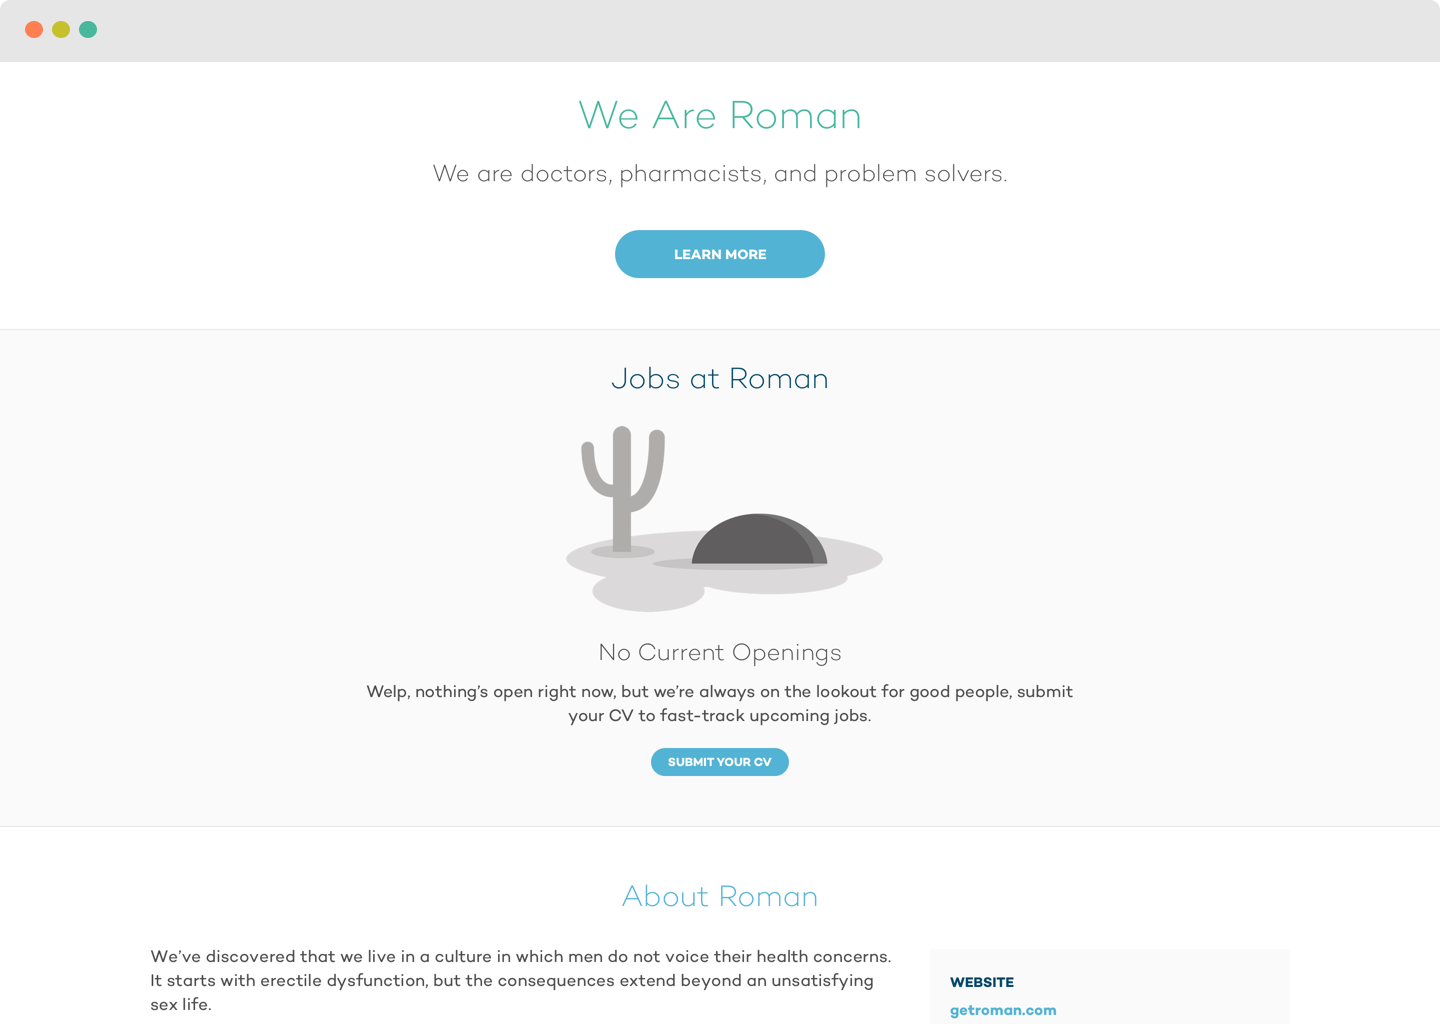 We Are Roman
We are doctors, pharmacists, and problem solvers.
LEARN MORE
Jobs at Roman
No Current Openings
Welp, nothing’s open right now, but we’re always on the lookout for good people, submit
your CV to fast-track upcoming jobs.
SUBMIT YOUR CV
About Roman
We’ve discovered that we live in a culture in which men do not voice their health concerns.
It starts with erectile dysfunction, but the consequences extend beyond an unsatisfying
sex life.
WEBSITE
getroman.com